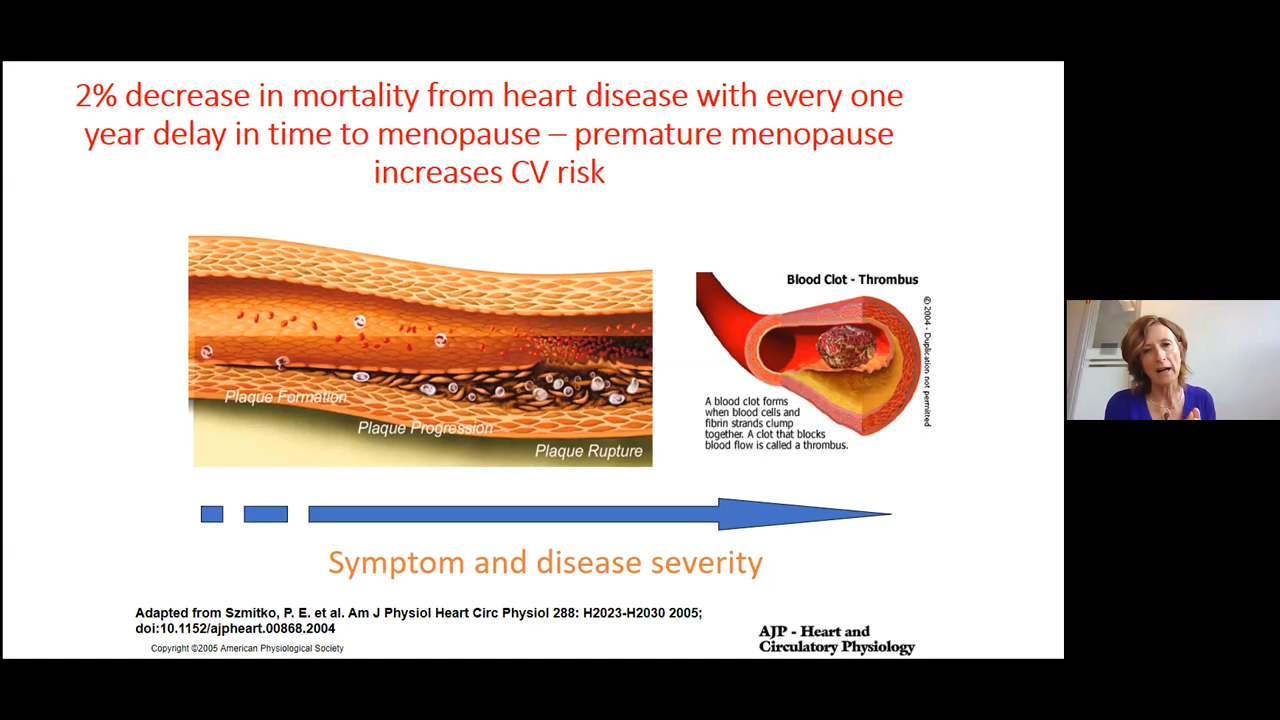 2% decrease in mortality from heart disease with every one
year delay in time to menopause – premature menopause
increases CV risk
Plaque Formation
Plaque Progression
Plaque Rupture
Blood Clot - Thrombus
© 2004 - Duplication not permitted
A blood clot forms
when blood cells and
fibrin strands clump
together. A clot that blocks
blood flow is called a thrombus.
Symptom and disease severity
Adapted from Szmitko, P. E. et al. Am J Physiol Heart Circ Physiol 288: H2023-H2030 2005;
doi:10.1152/ajpheart.00868.2004
Copyright ©2005 American Physiological Society
AJP - Heart and
Circulatory Physiology